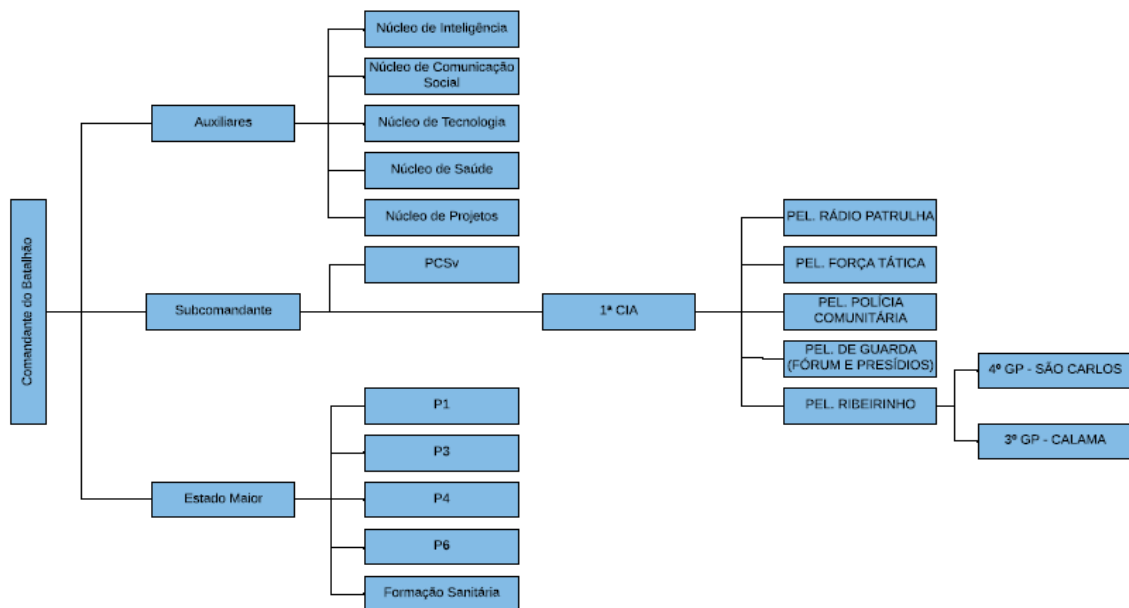 Comandante do Batalhão
Auxiliares
Núcleo de Inteligência
Núcleo de Comunicação
Social
Núcleo de Tecnologia
Núcleo de Saúde
Núcleo de Projetos
Subcomandante
PCSv
1ª CIA
PEL. RÁDIO PATRULHA
PEL. FORÇA TÁTICA
PEL. POLÍCIA
COMUNITÁRIA
PEL. DE GUARDA
(FÓRUM E PRESÍDIOS)
PEL. RIBEIRINHO
4º GP - SÃO CARLOS
3º GP - CALAMA
Estado Maior
P1
P3
P4
P6
Formação Sanitária